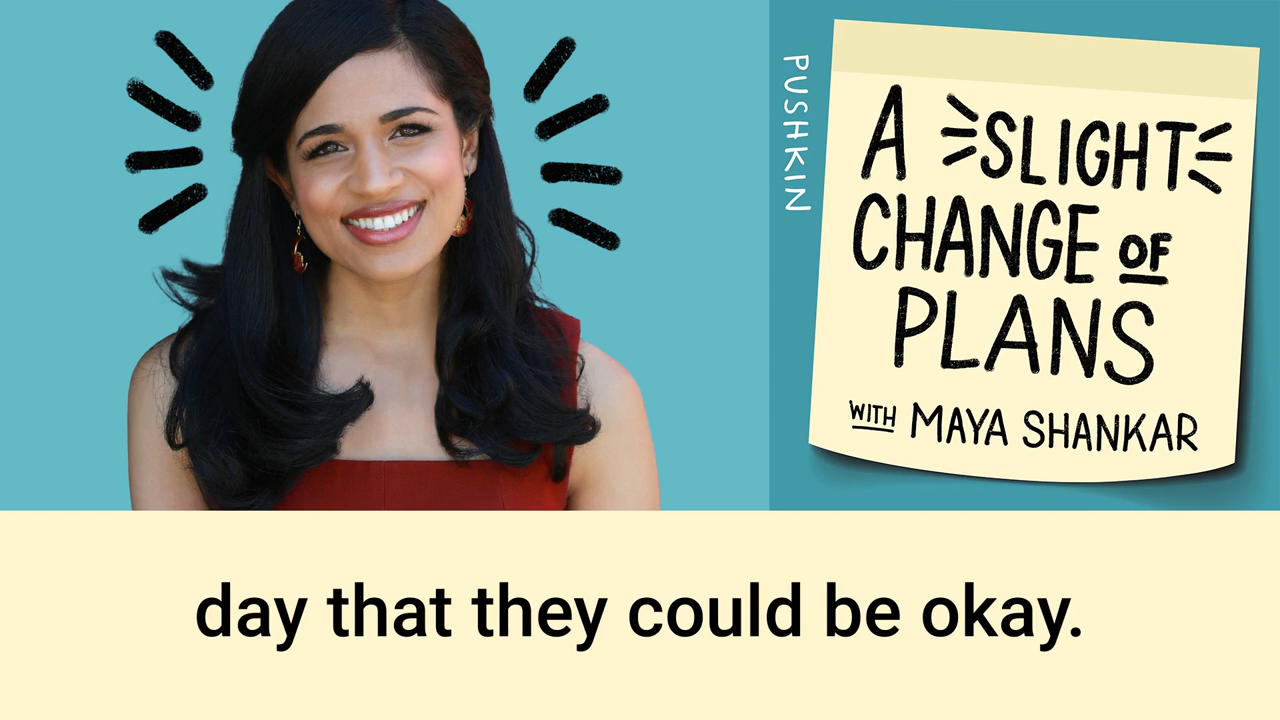 PUSHKIN
A SLIGHT
CHANGE OF
PLANS
WITH MAYA SHANKAR
day that they could be okay.